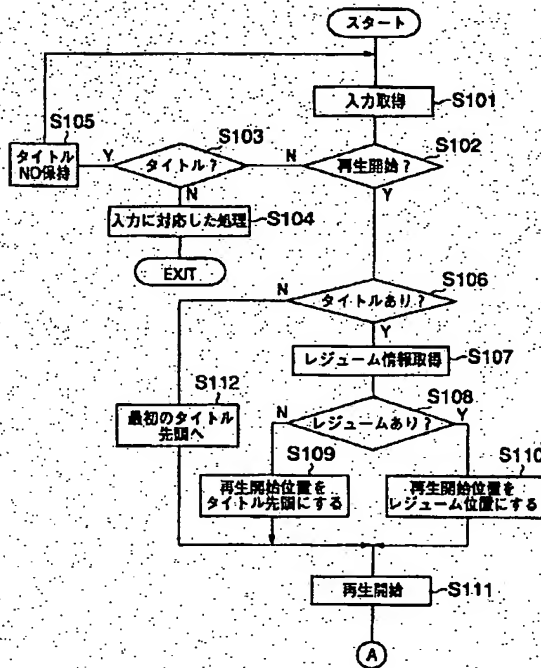 スタート
入力取得
S101
S102
再生開始？
N
Y
S103
タイトル？
Y
N
S105
タイトル
NO保持
入力に対応した処理
S104
EXIT
S106
タイトルあり？
N
Y
レジューム情報取得
S107
S108
レジュームあり？
N
Y
S112
最初のタイトル
先頭へ
S109
再生開始位置を
タイトル先頭にする
S110
再生開始位置を
レジューム位置にする
再生開始
S111
A